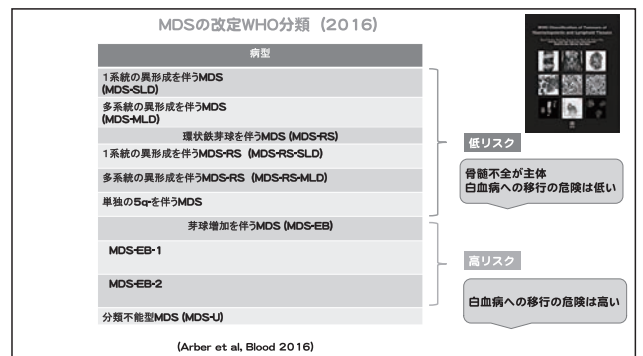 MDSの改定WHO分類（2016）
病型
1系統の異形成を伴うMDS
(MDS-SLD)
多系統の異形成を伴うMDS
(MDS-MLD)
環状鉄芽球を伴うMDS (MDS-RS)
1系統の異形成を伴うMDS-RS (MDS-RS-SLD)
多系統の異形成を伴うMDS-RS (MDS-RS-MLD)
単独の5q-を伴うMDS
芽球増加を伴うMDS (MDS-EB)
MDS-EB-1
MDS-EB-2
分類不能型MDS (MDS-U)
(Arber et al, Blood 2016)
WHO Classification of Tumours of
Haematopoietic and Lymphoid Tissues
低リスク
骨髄不全が主体
白血病への移行の危険は低い
高リスク
白血病への移行の危険は高い